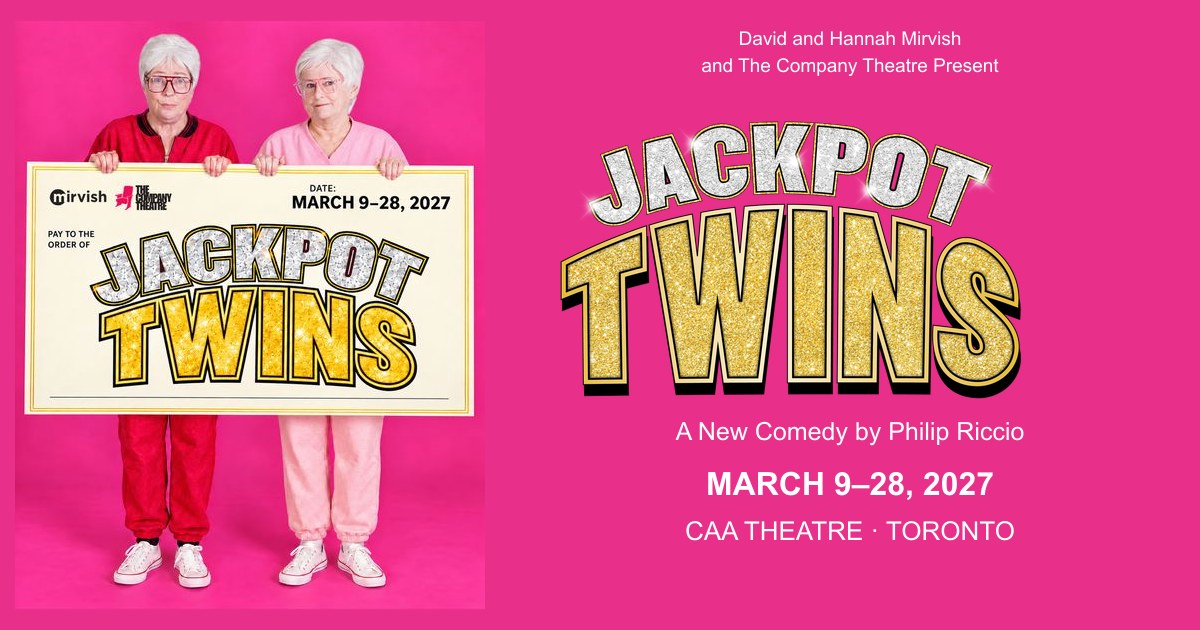 mirvish
THE
COMPANY
THEATRE
DATE:
MARCH 9–28, 2027
PAY TO THE
ORDER OF
JACKPOT
TWINS
David and Hannah Mirvish
and The Company Theatre Present
JACKPOT
TWINS
A New Comedy by Philip Riccio
MARCH 9–28, 2027
CAA THEATRE · TORONTO